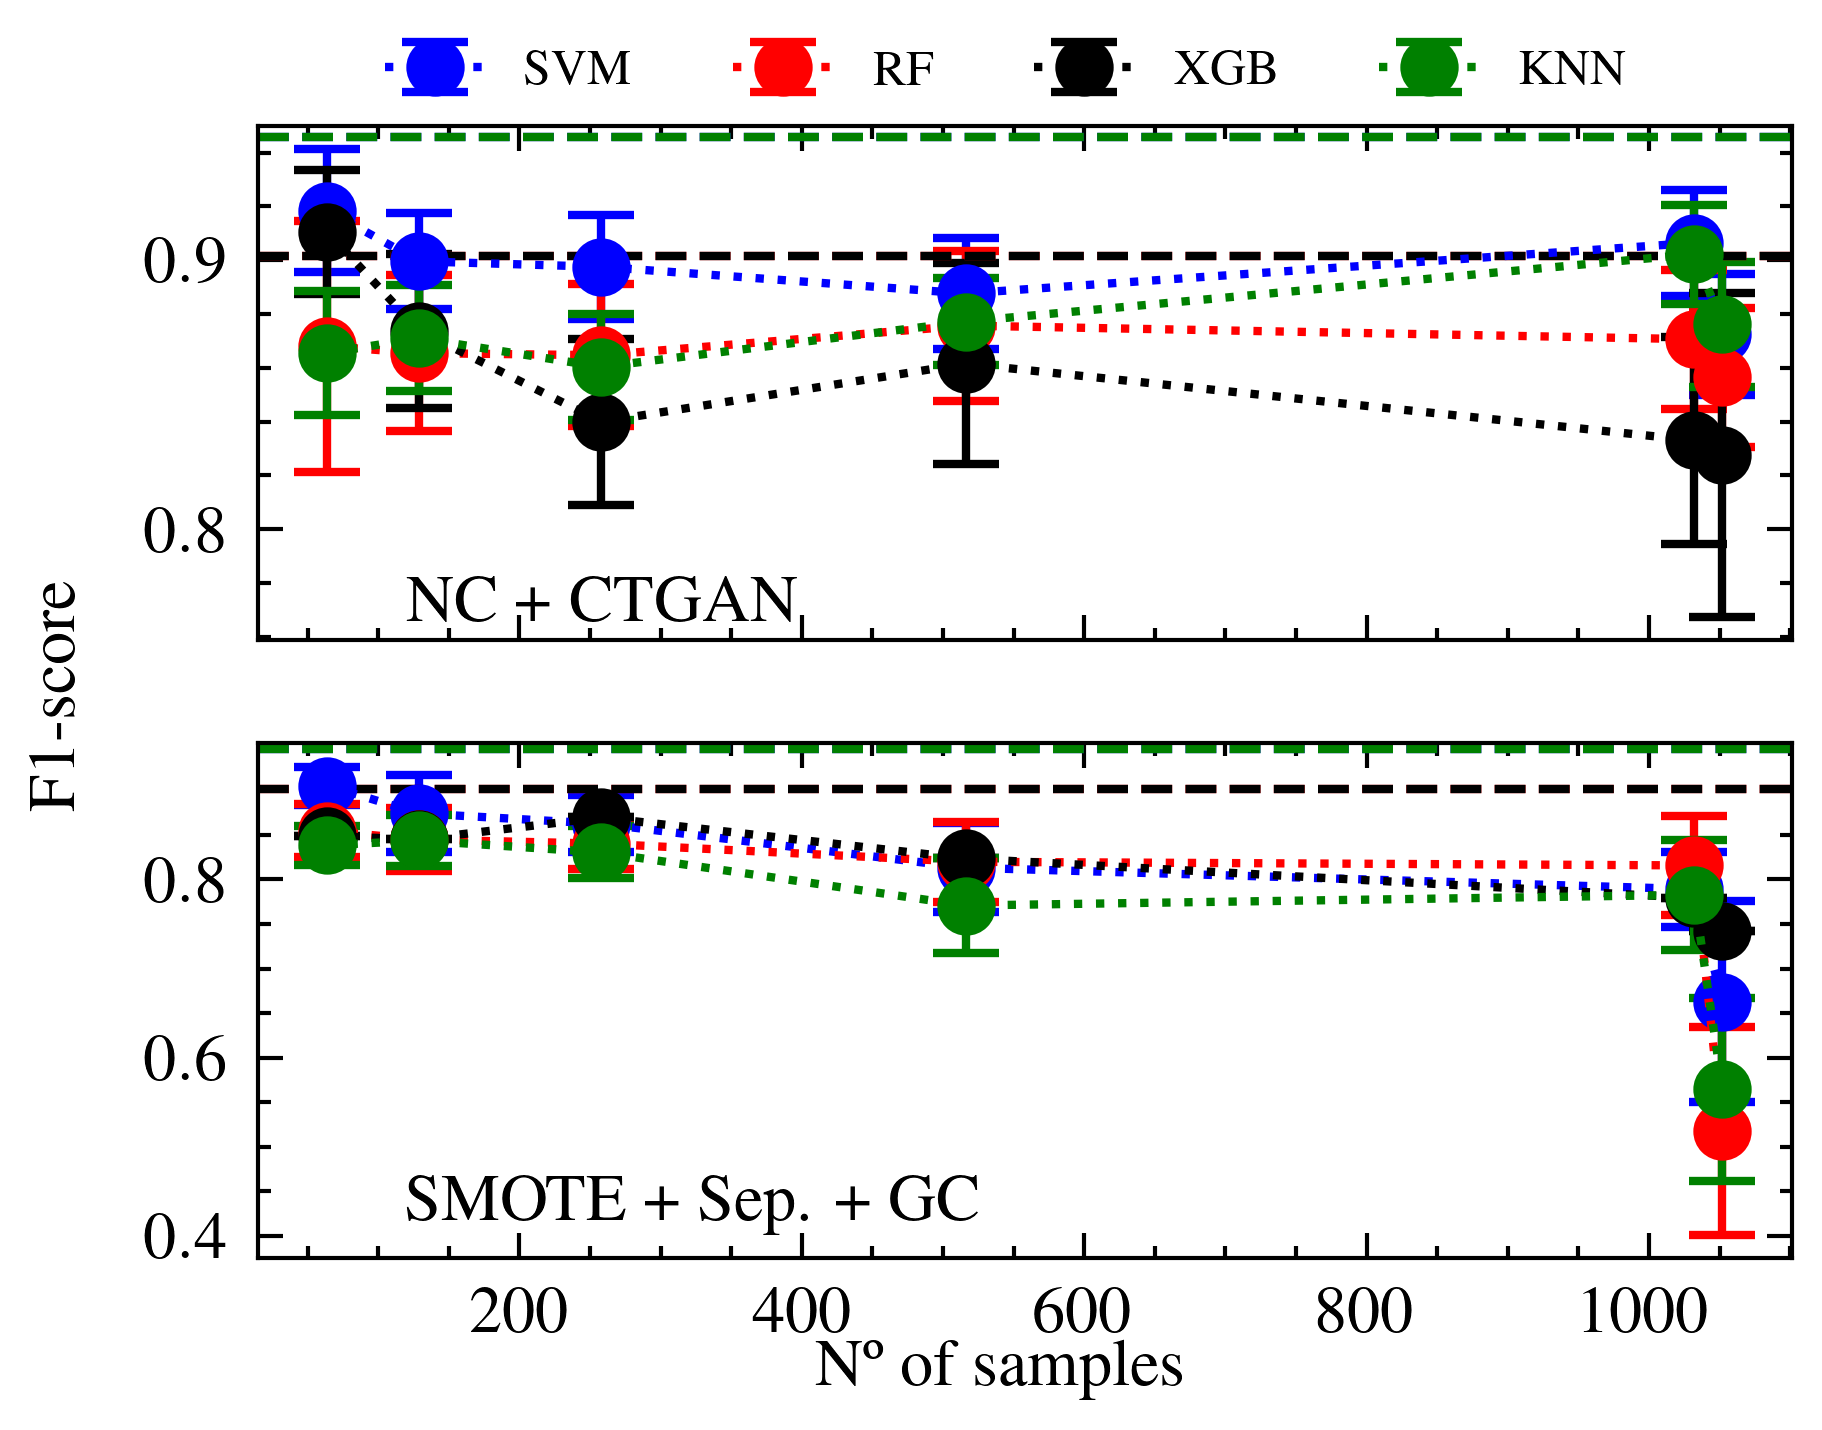 SVM RF XGB KNN
0.9
0.8
NC + CTGAN
F1-score
0.8
0.6
0.4
SMOTE + Sep. + GC
200 400 600 800 1000
Nº of samples